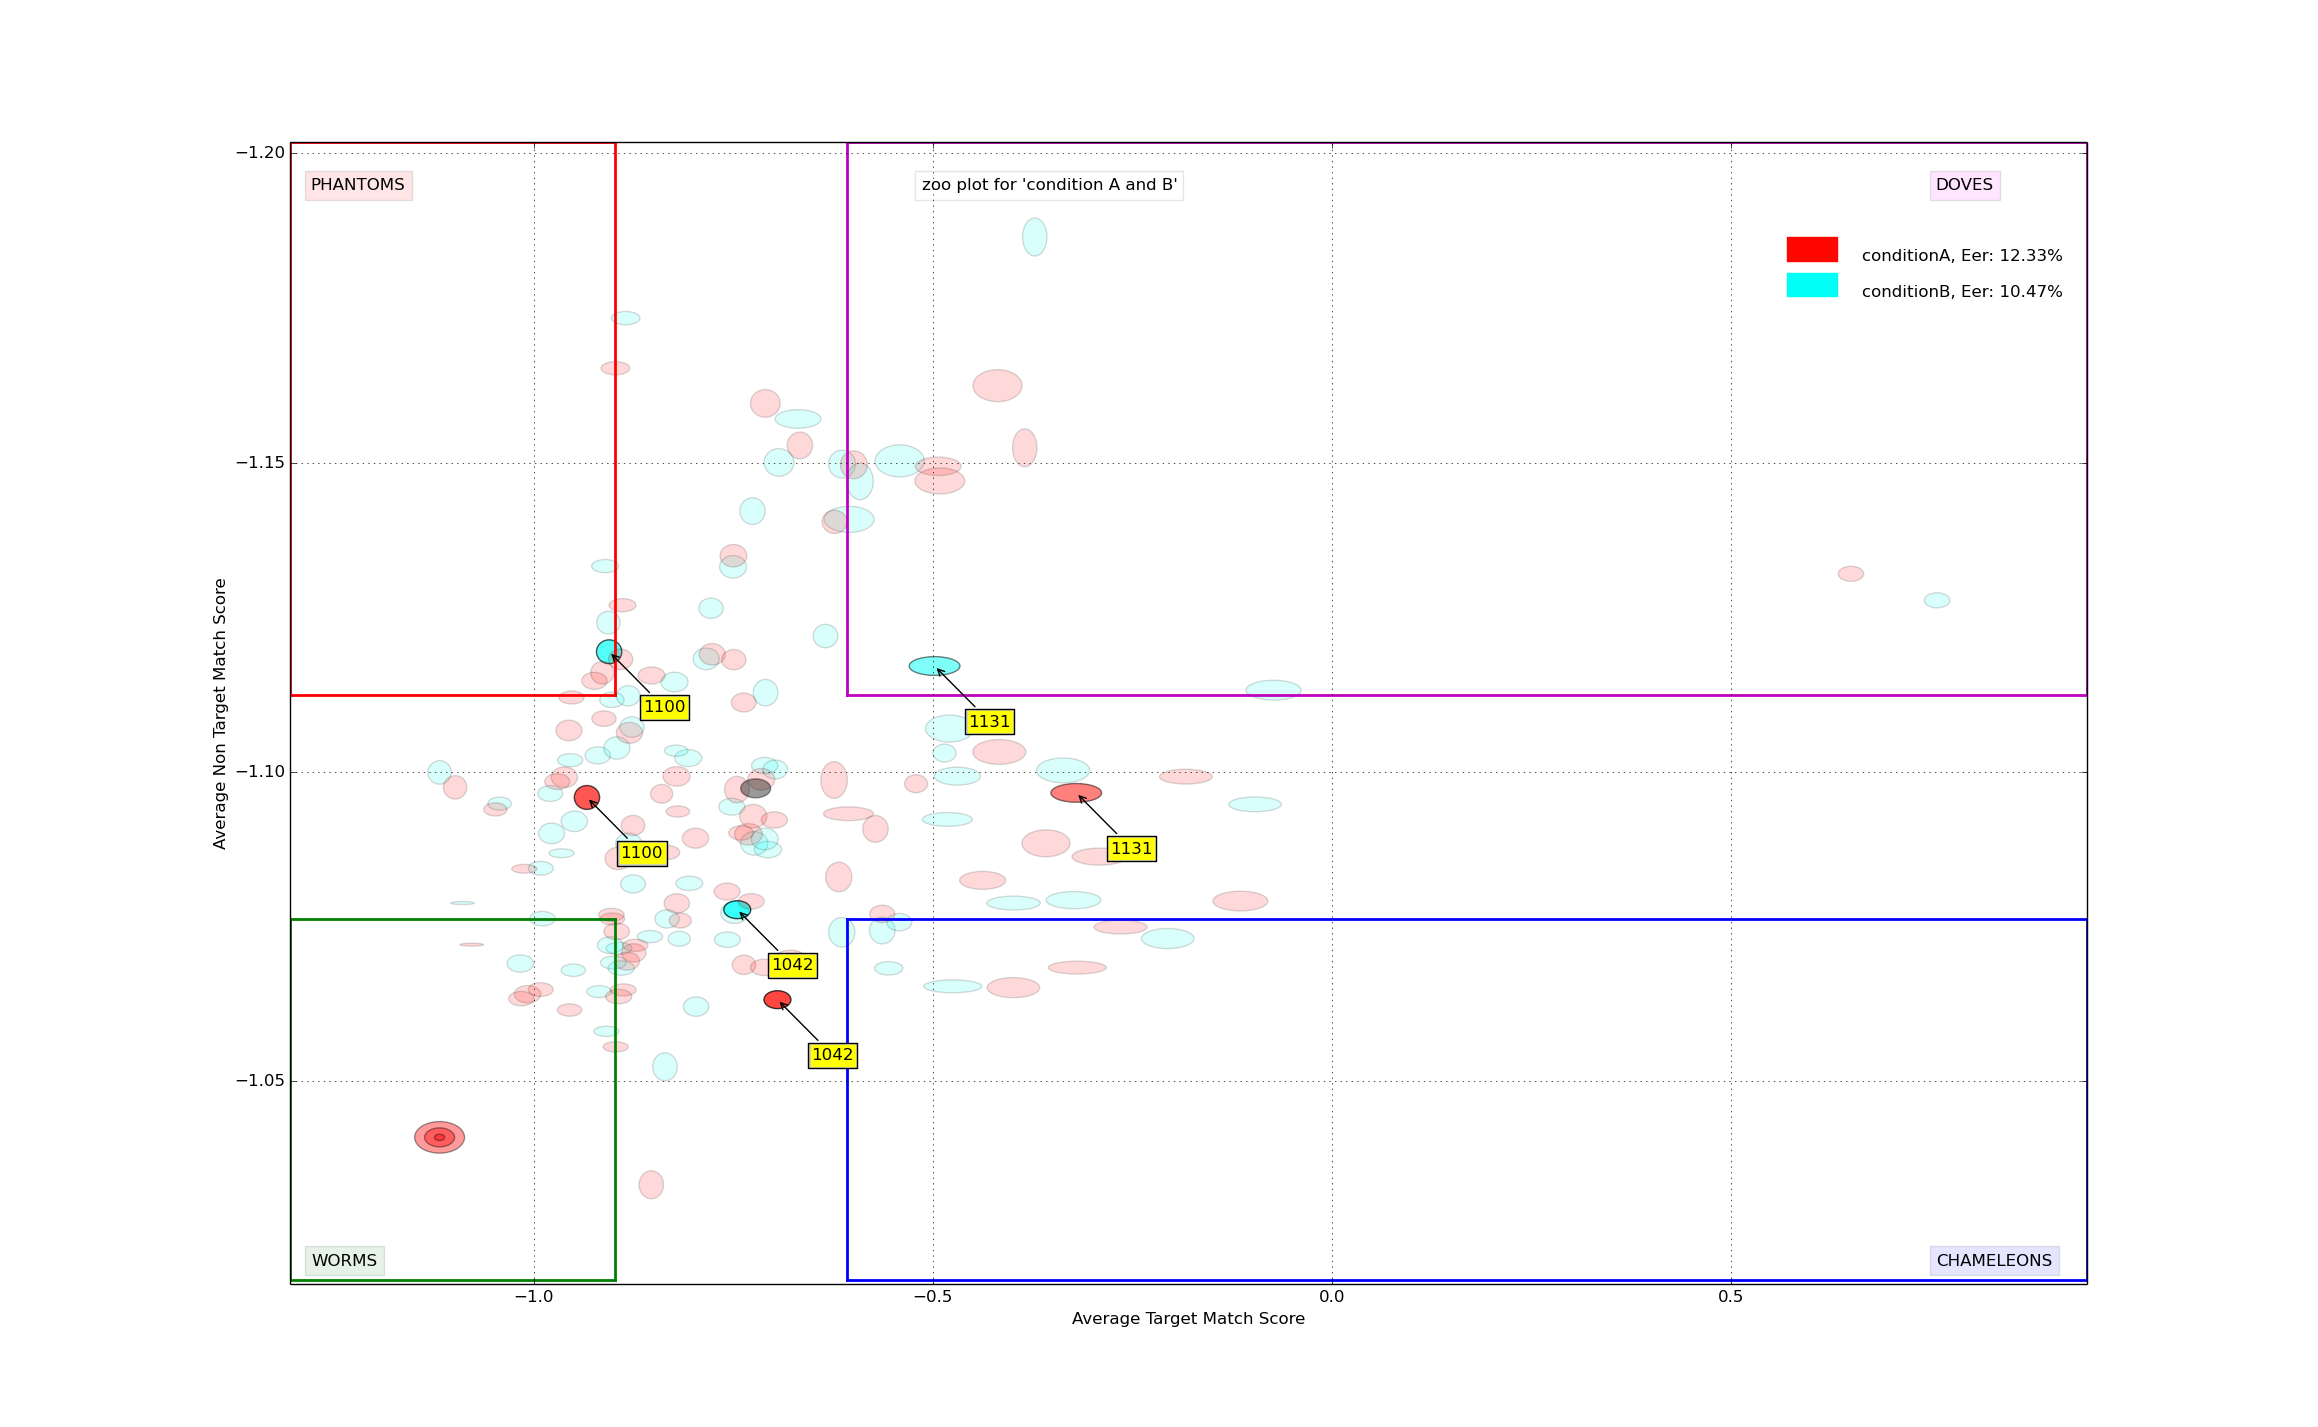 −1.20
PHANTOMS
zoo plot for 'condition A and B'
DOVES
conditionA, Eer: 12.33%
conditionB, Eer: 10.47%
−1.15
1100
1131
−1.10
1100
1131
1042
1042
−1.05
WORMS
CHAMELEONS
Average Non Target Match Score
−1.0
−0.5
0.0
0.5
Average Target Match Score